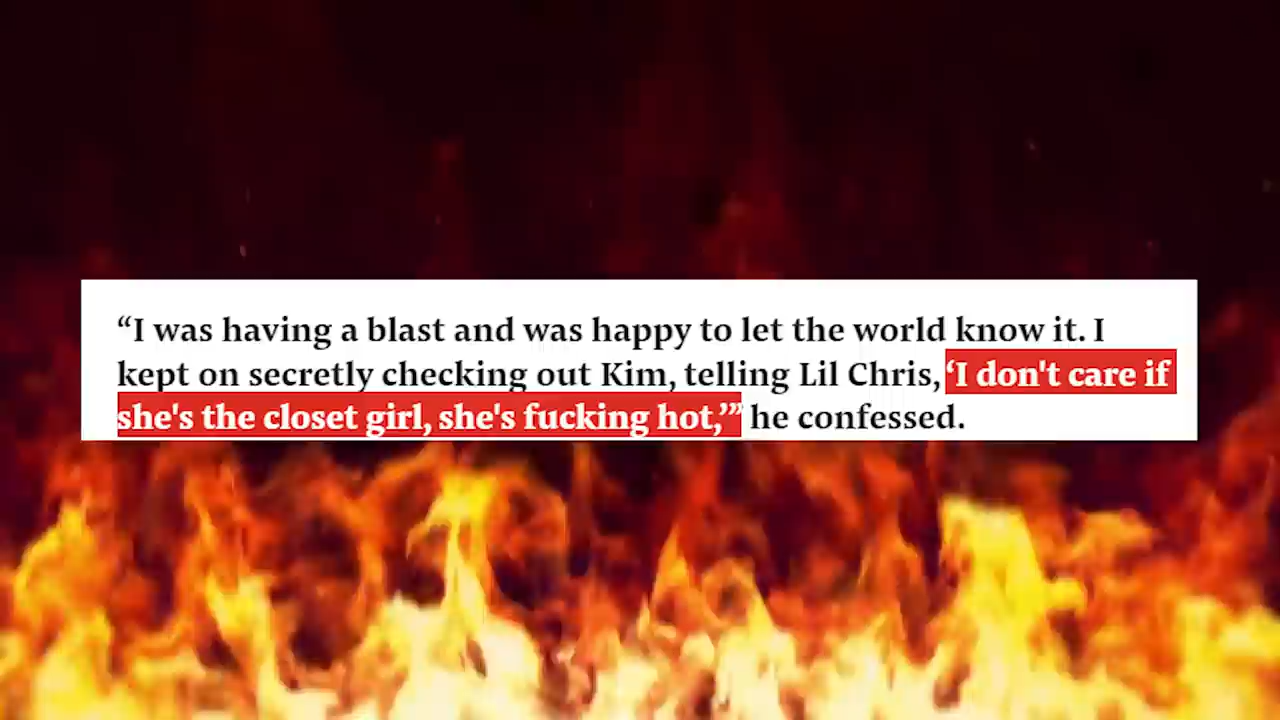 “I was having a blast and was happy to let the world know it. I
kept on secretly checking out Kim, telling Lil Chris, ‘I don't care if
she's the closet girl, she's fucking hot,’” he confessed.